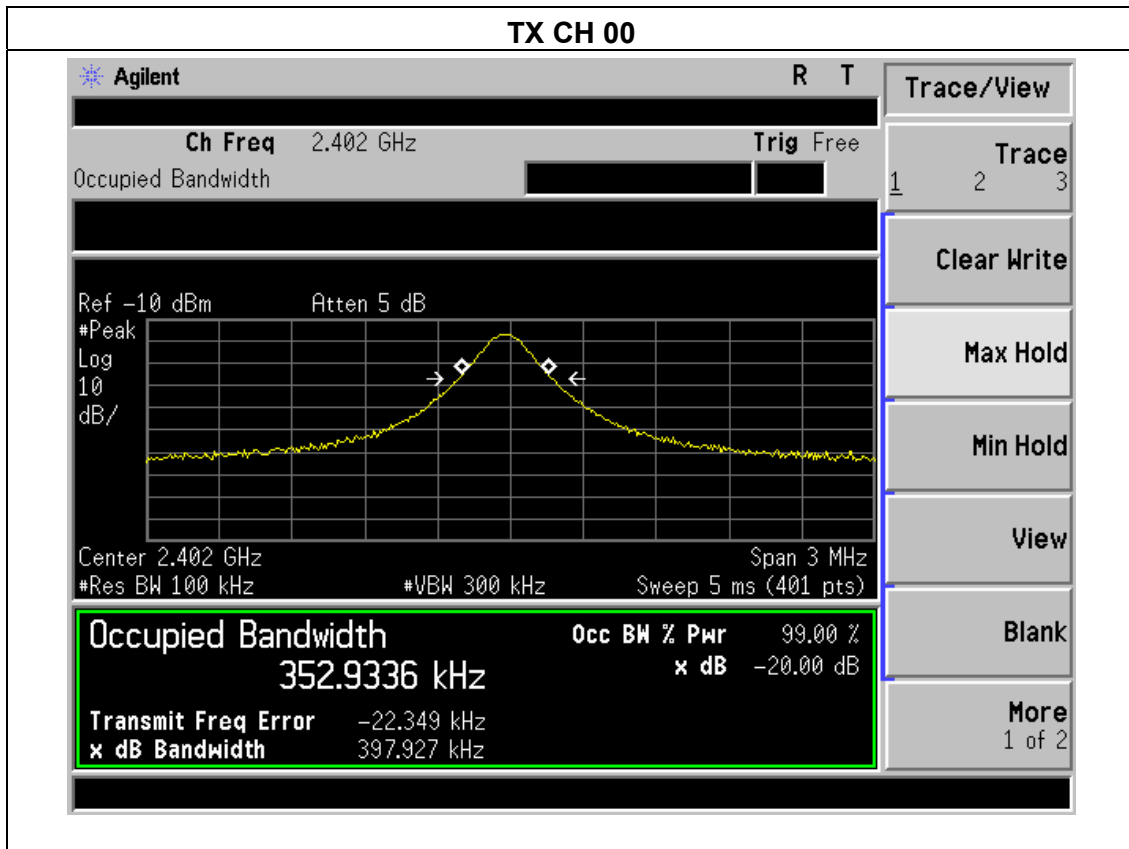 TX CH 00
Agilent R T
Ch Freq 2.402 GHz Trig Free
Occupied Bandwidth
Ref -10 dBm Atten 5 dB
#Peak
Log
10
dB/
Center 2.402 GHz Span 3 MHz
#Res BW 100 kHz #VBW 300 kHz Sweep 5 ms (401 pts)
Occupied Bandwidth Occ BW % Pwr 99.00 %
352.9336 kHz x dB -20.00 dB
Transmit Freq Error -22.349 kHz
x dB Bandwidth 397.927 kHz
Trace/View
Trace
1 2 3
Clear Write
Max Hold
Min Hold
View
Blank
More
1 of 2